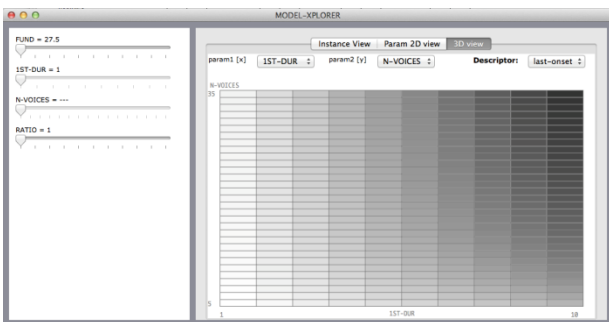 MODEL-XPLORER
FUND = 27.5
1ST-DUR = 1
N-VOICES = ---
RATIO = 1
Instance View Param 2D view 3D view
param1 [x] 1ST-DUR param2 [y] N-VOICES Descriptor: last-onset
N-VOICES
35
5
1 1ST-DUR 10